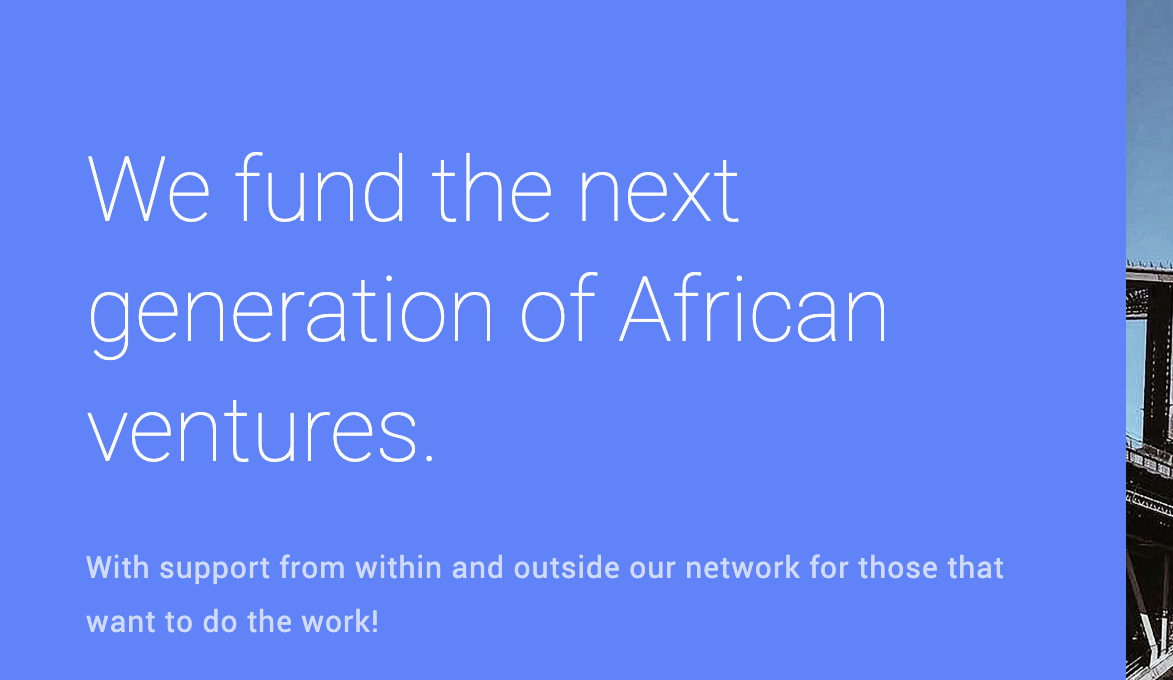 We fund the next
generation of African
ventures.
With support from within and outside our network for those that
want to do the work!